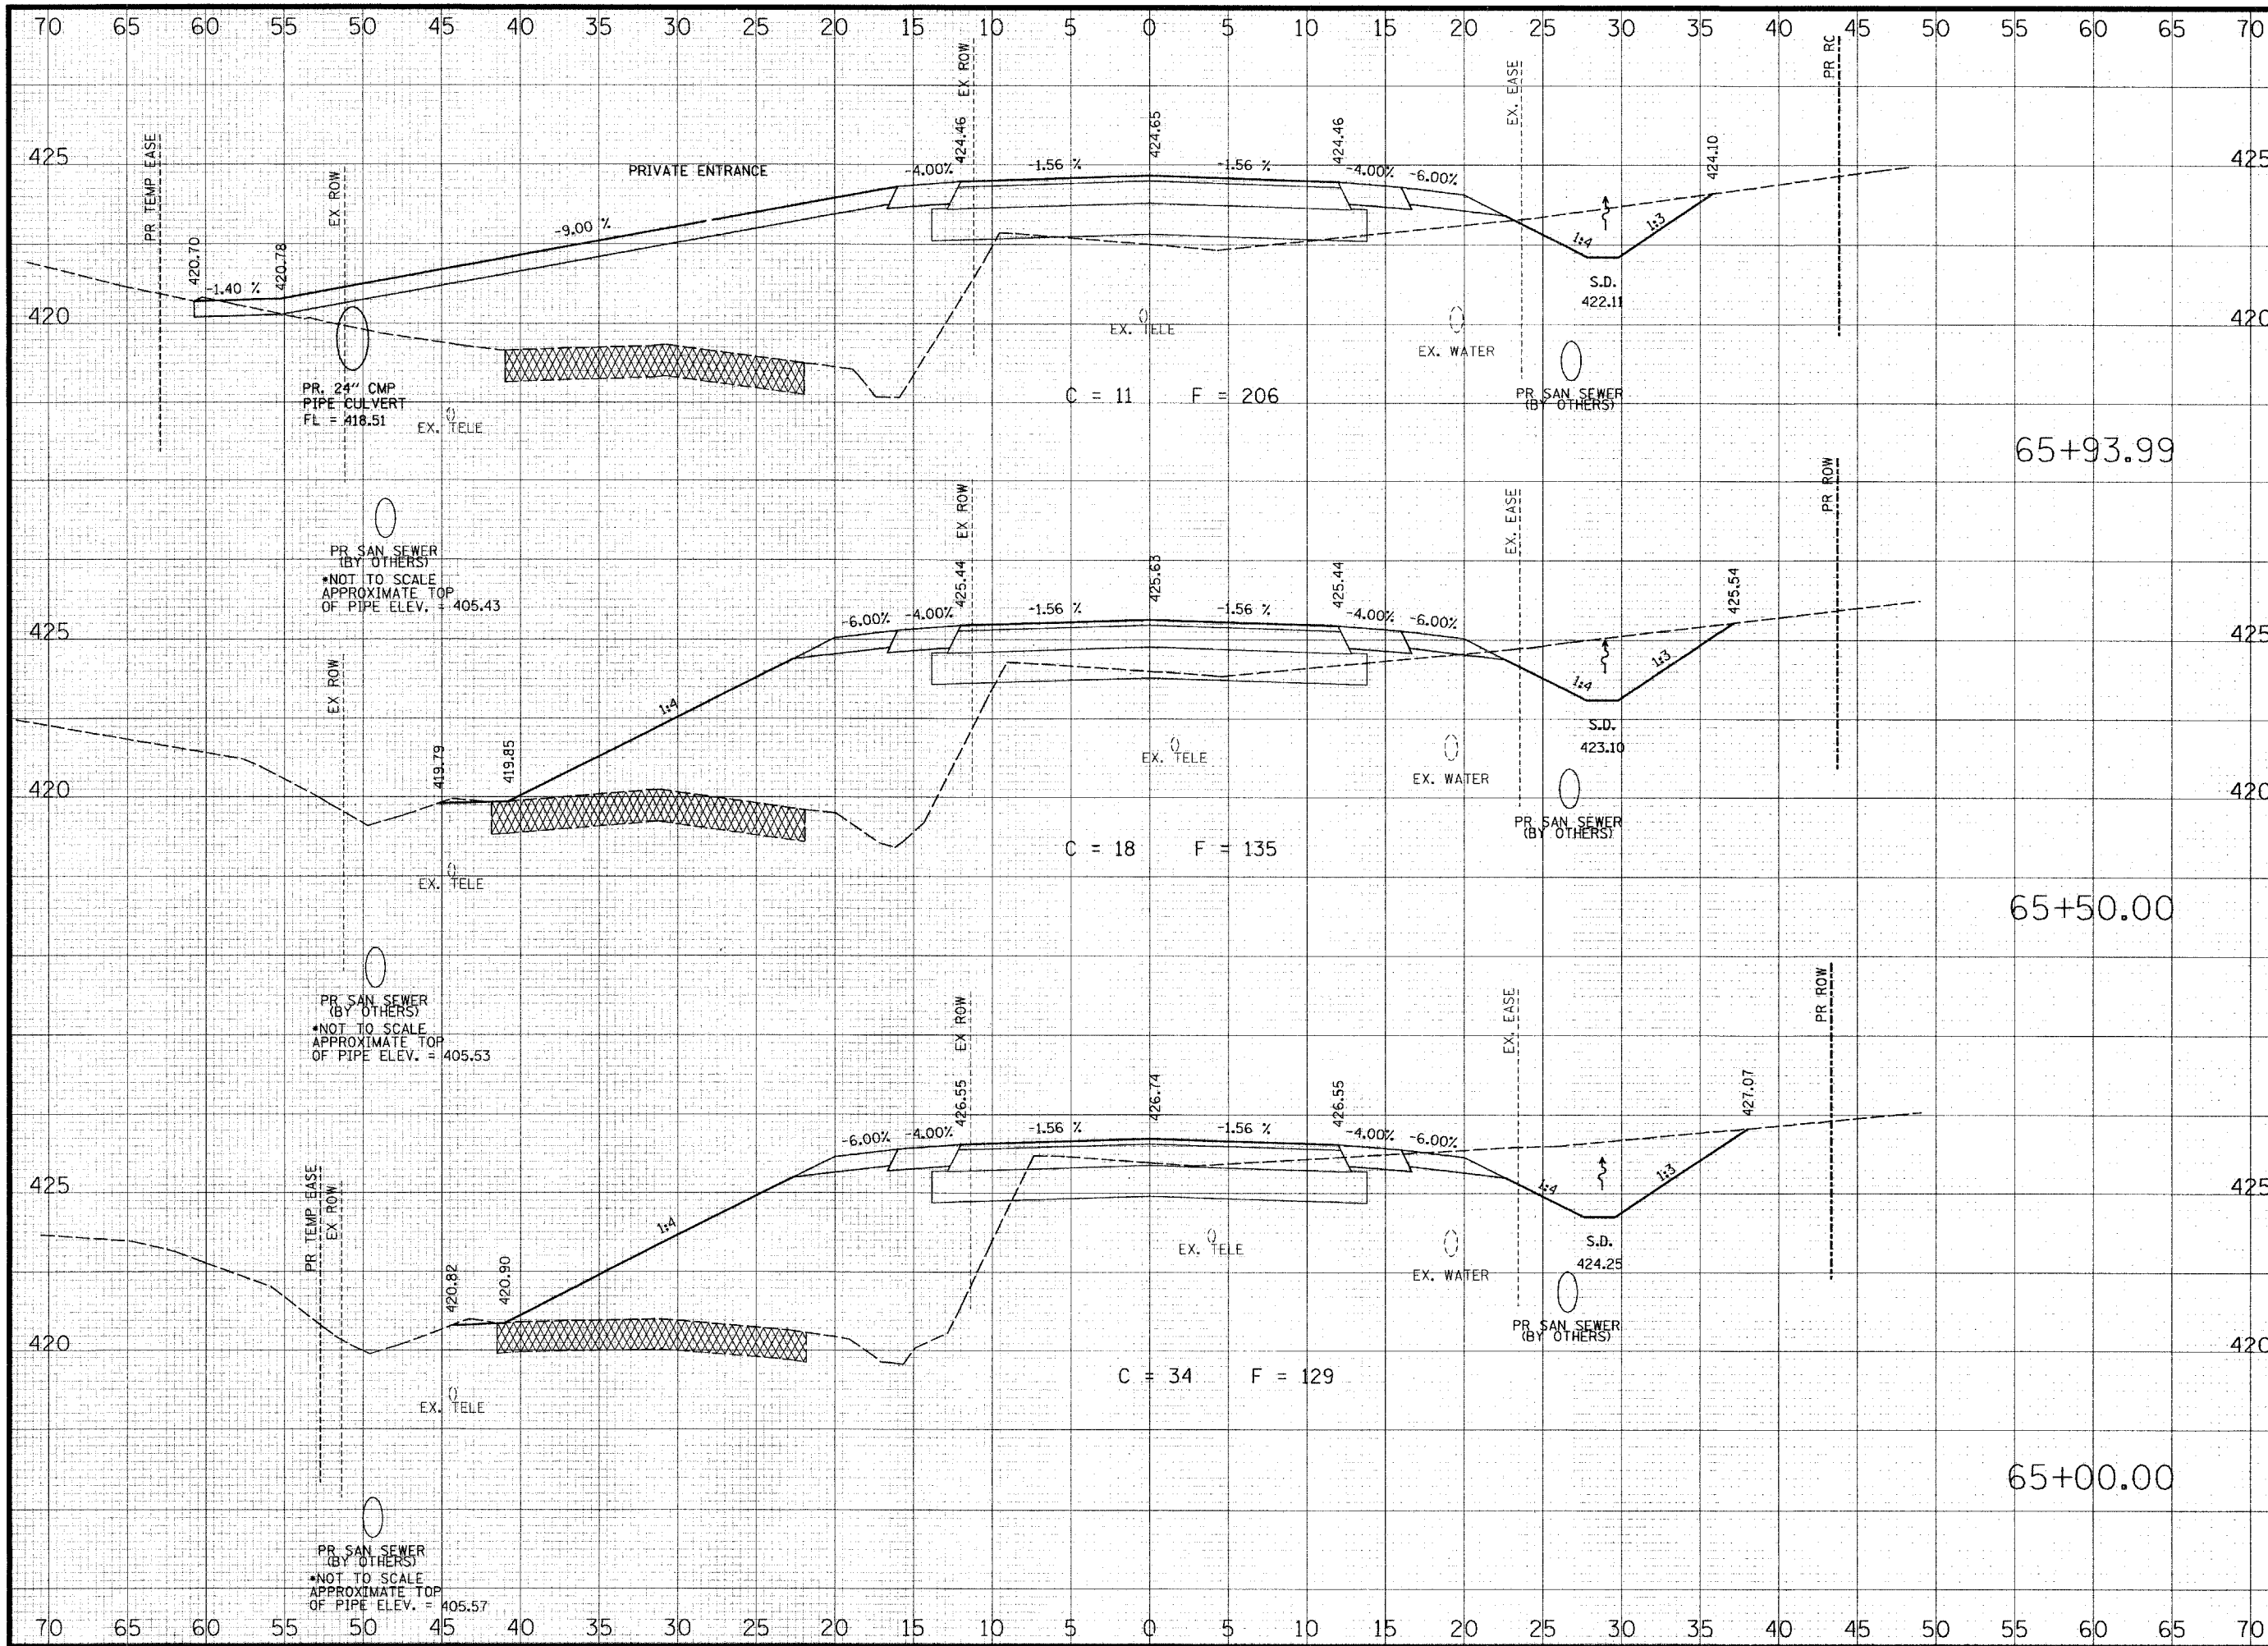 70 65 60 55 50 45 40 35 30 25 20 15 10 5 0 5 10 15 20 25 30 35 40 45 50 55 60 65 70
PR TEMP EASE
EX ROW
EX ROW
EX. EASE
PR RC
425
425
PRIVATE ENTRANCE
424.46
424.65
424.46
424.10
-4.00%
-1.56 %
-1.56 %
-4.00%
-6.00%
-9.00 %
420.70
420.78
-1.40 %
1:4
1:3
S.D.
422.11
420
420
EX. TELE
EX. WATER
PR. 24" CMP
PIPE CULVERT
FL = 418.51
EX. TELE
C = 11 F = 206
PR SAN SEWER
(BY OTHERS)
65+93.99
PR SAN SEWER
(BY OTHERS)
*NOT TO SCALE
APPROXIMATE TOP
OF PIPE ELEV. = 405.43
EX ROW
EX ROW
EX. EASE
PR ROW
425.44
425.63
425.44
425.54
425
425
-6.00%
-4.00%
-1.56 %
-1.56 %
-4.00%
-6.00%
1:4
1:4
1:3
S.D.
423.10
419.79
419.85
420
420
EX. TELE
EX. WATER
PR SAN SEWER
(BY OTHERS)
C = 18 F = 135
EX. TELE
65+50.00
PR SAN SEWER
(BY OTHERS)
*NOT TO SCALE
APPROXIMATE TOP
OF PIPE ELEV. = 405.53
PR TEMP EASE
EX ROW
EX ROW
EX. EASE
PR ROW
426.55
426.74
426.55
427.07
-6.00%
-4.00%
-1.56 %
-1.56 %
-4.00%
-6.00%
425
425
1:4
1:4
1:3
S.D.
424.25
420.82
420.90
EX. TELE
EX. WATER
PR SAN SEWER
(BY OTHERS)
420
420
C = 34 F = 129
EX. TELE
65+00.00
PR SAN SEWER
(BY OTHERS)
*NOT TO SCALE
APPROXIMATE TOP
OF PIPE ELEV. = 405.57
70 65 60 55 50 45 40 35 30 25 20 15 10 5 0 5 10 15 20 25 30 35 40 45 50 55 60 65 70